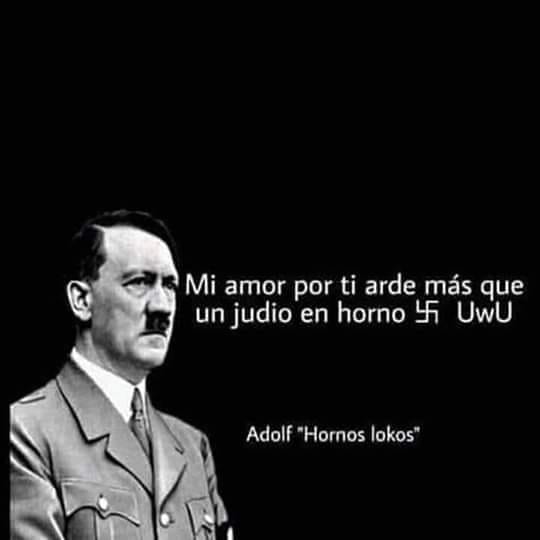 Mi amor por ti arde más que
un judio en horno 卐 UwU
Adolf "Hornos lokos"